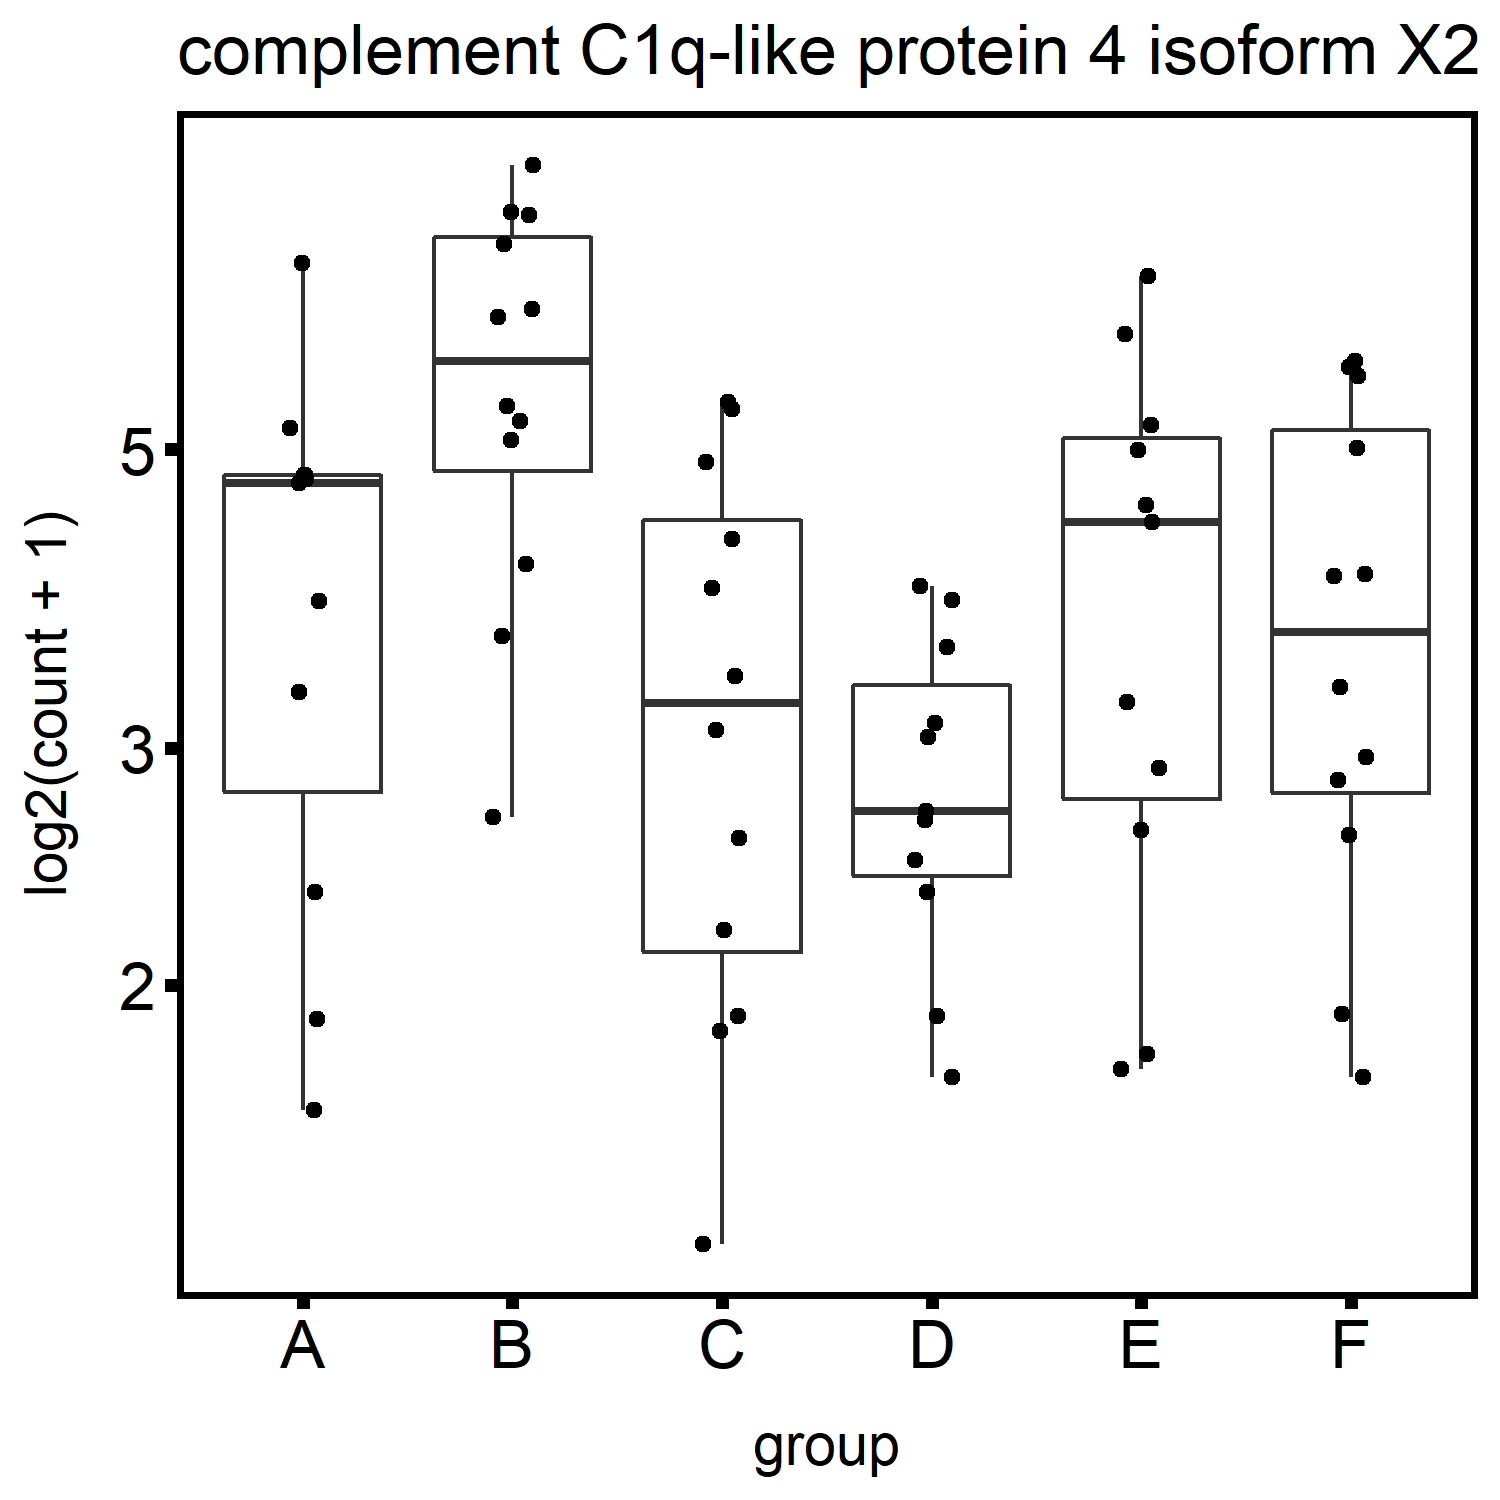 complement C1q-like protein 4 isoform X2
log2(count + 1)
5
3
2
A B C D E F
group